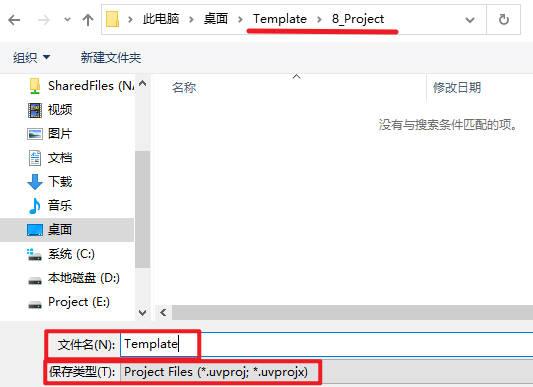 此电脑 > 桌面 > Template > 8_Project
组织 新建文件夹
名称 修改日期
没有与搜索条件匹配的项。
SharedFiles (NA
视频
图片
文档
下载
音乐
桌面
系统 (C:)
本地磁盘 (D:)
Project (E:)
文件名(N): Template
保存类型(T): Project Files (*.uvproj; *.uvprojx)